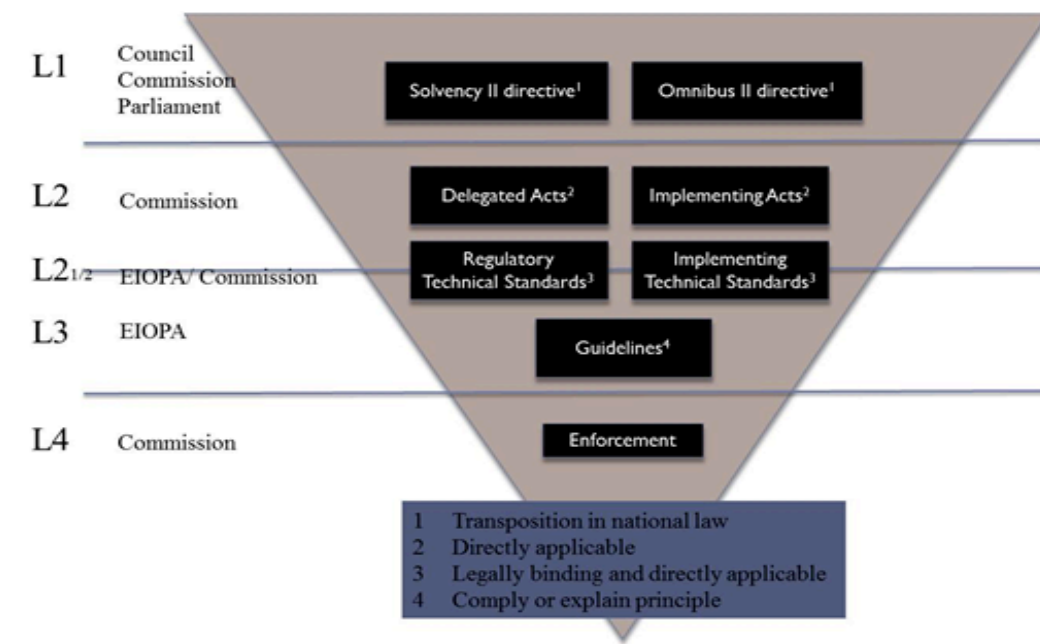 L1
Council
Commission
Parliament
Solvency II directive¹
Omnibus II directive¹
L2
Commission
Delegated Acts²
Implementing Acts²
L21/2
EIOPA/ Commission
Regulatory
Technical Standards³
Implementing
Technical Standards³
L3
EIOPA
Guidelines⁴
L4
Commission
Enforcement
1 Transposition in national law
2 Directly applicable
3 Legally binding and directly applicable
4 Comply or explain principle